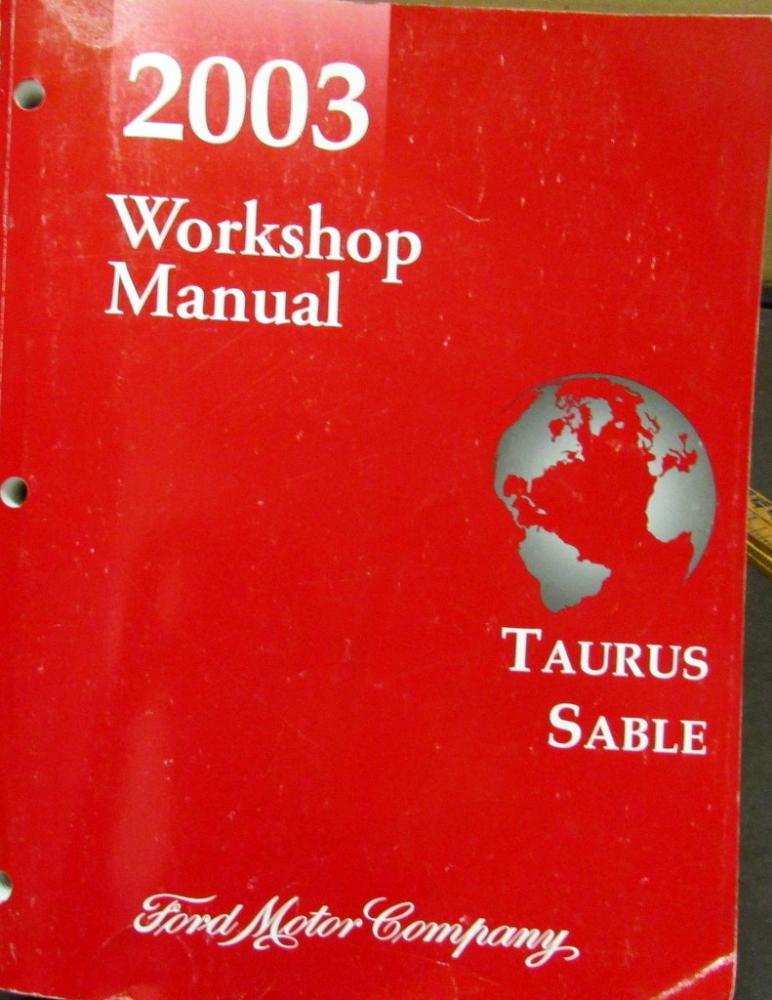 2003
Workshop
Manual
TAURUS
SABLE
Ford Motor Company